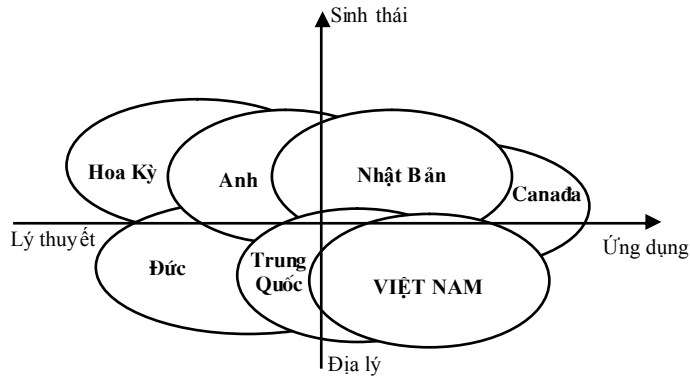 Sinh thái
Hoa Kỳ
Anh
Nhật Bản
Canađa
Lý thuyết
Ứng dụng
Đức
Trung
Quốc
VIỆT NAM
Địa lý